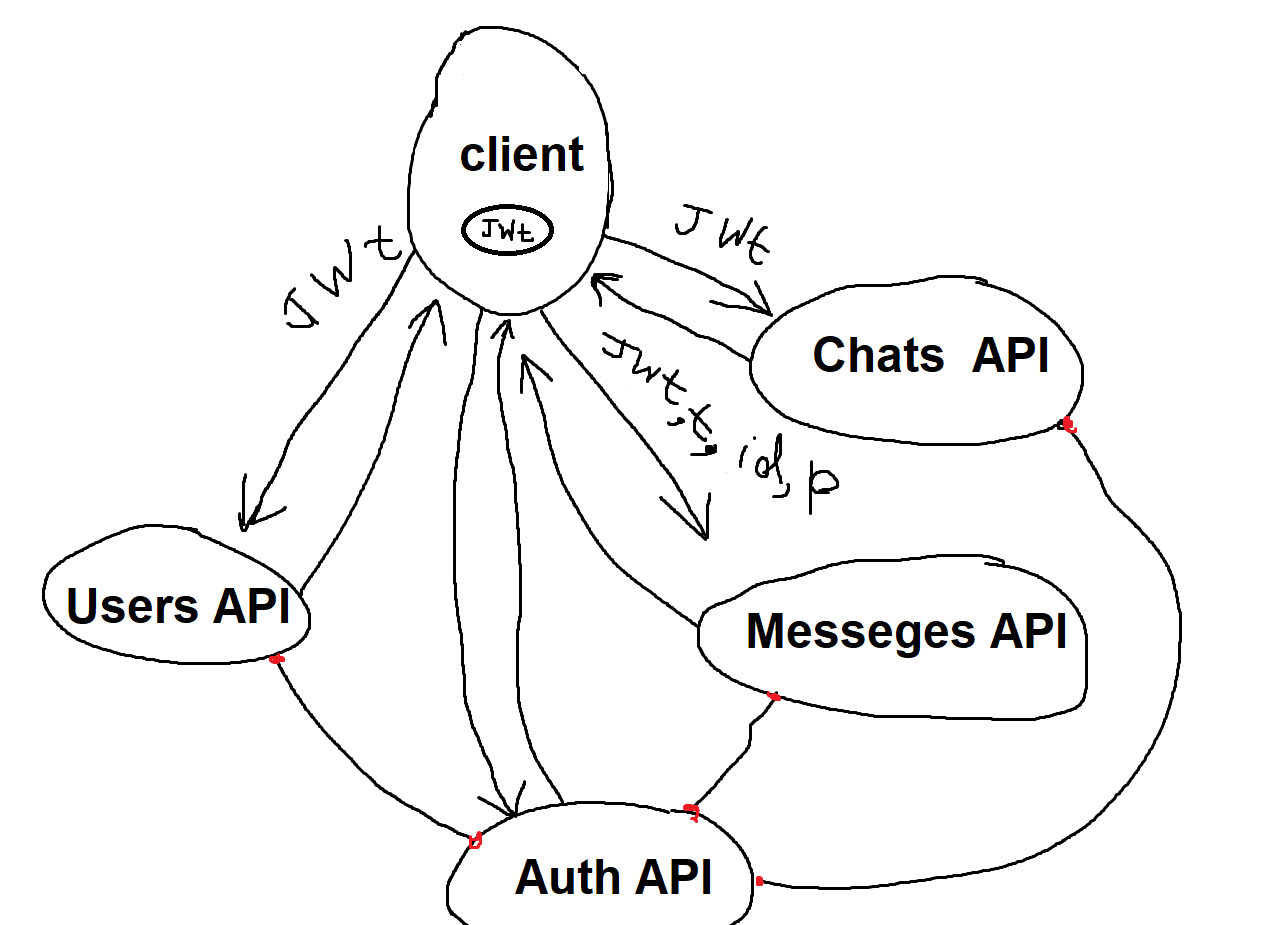 client
JWt
JWt
JWt
JWt, t, id, p
Chats API
Users API
Messeges API
Auth API